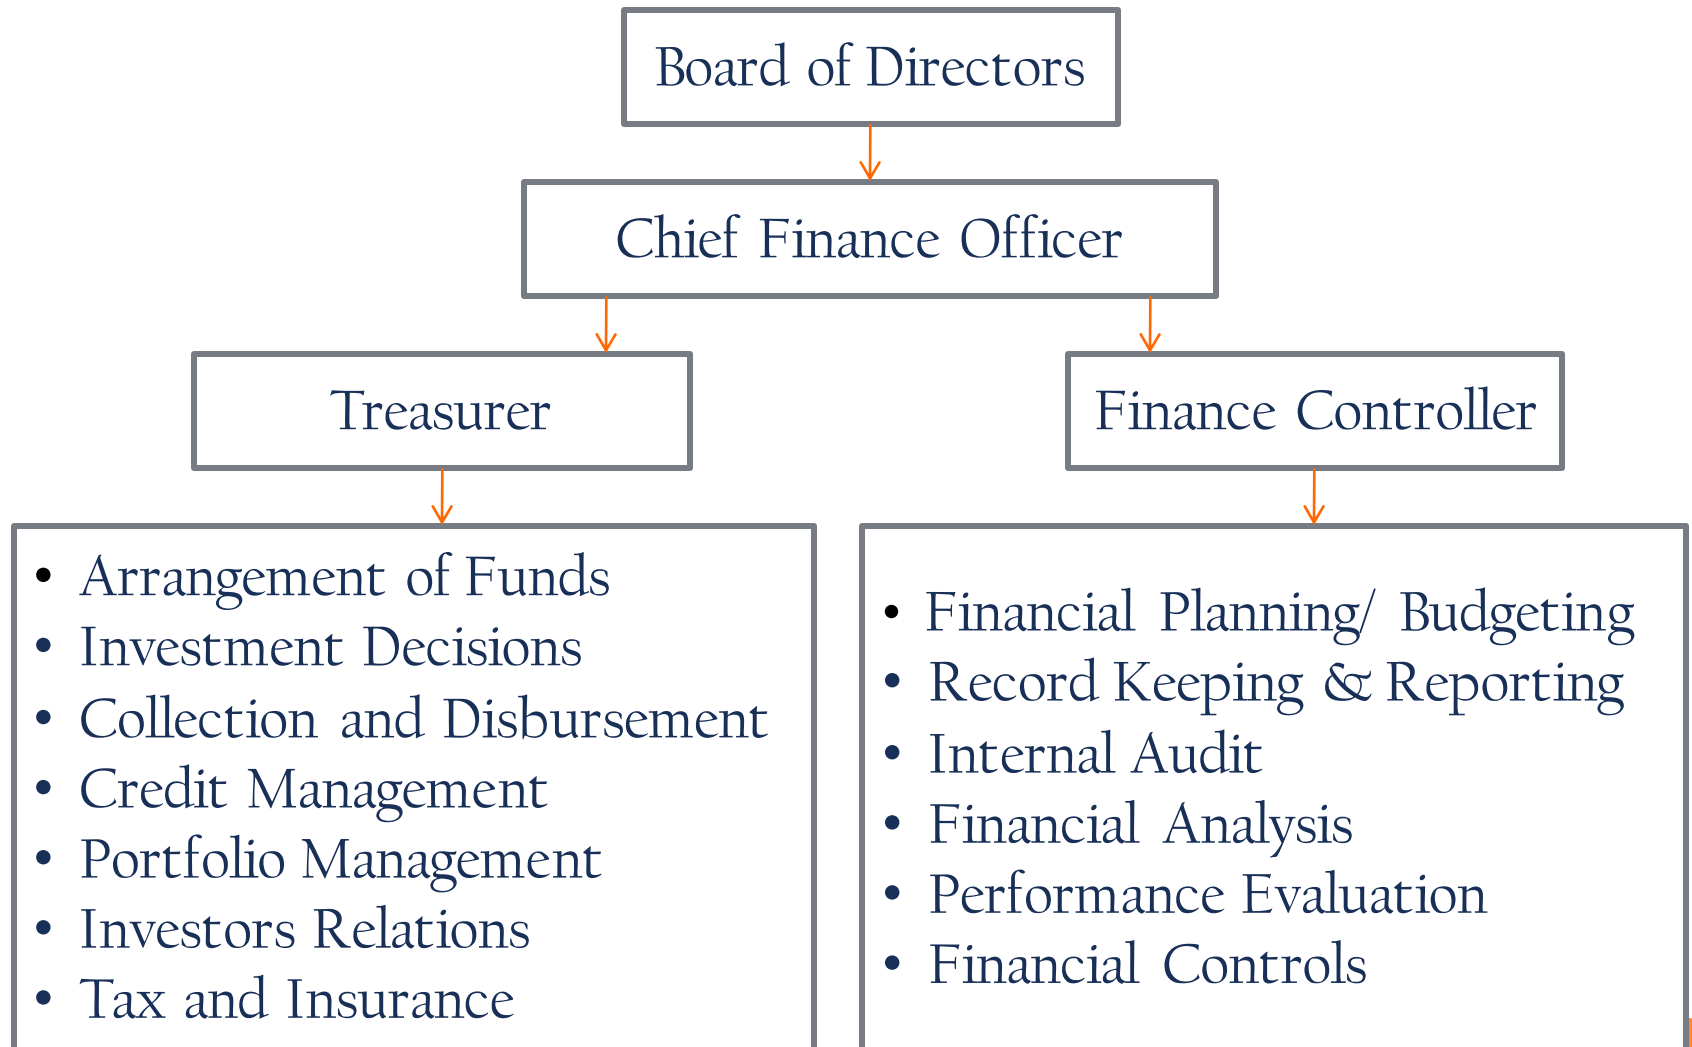 Board of Directors
Chief Finance Officer
Treasurer
Finance Controller
• Arrangement of Funds
• Investment Decisions
• Collection and Disbursement
• Credit Management
• Portfolio Management
• Investors Relations
• Tax and Insurance
• Financial Planning/ Budgeting
• Record Keeping & Reporting
• Internal Audit
• Financial Analysis
• Performance Evaluation
• Financial Controls